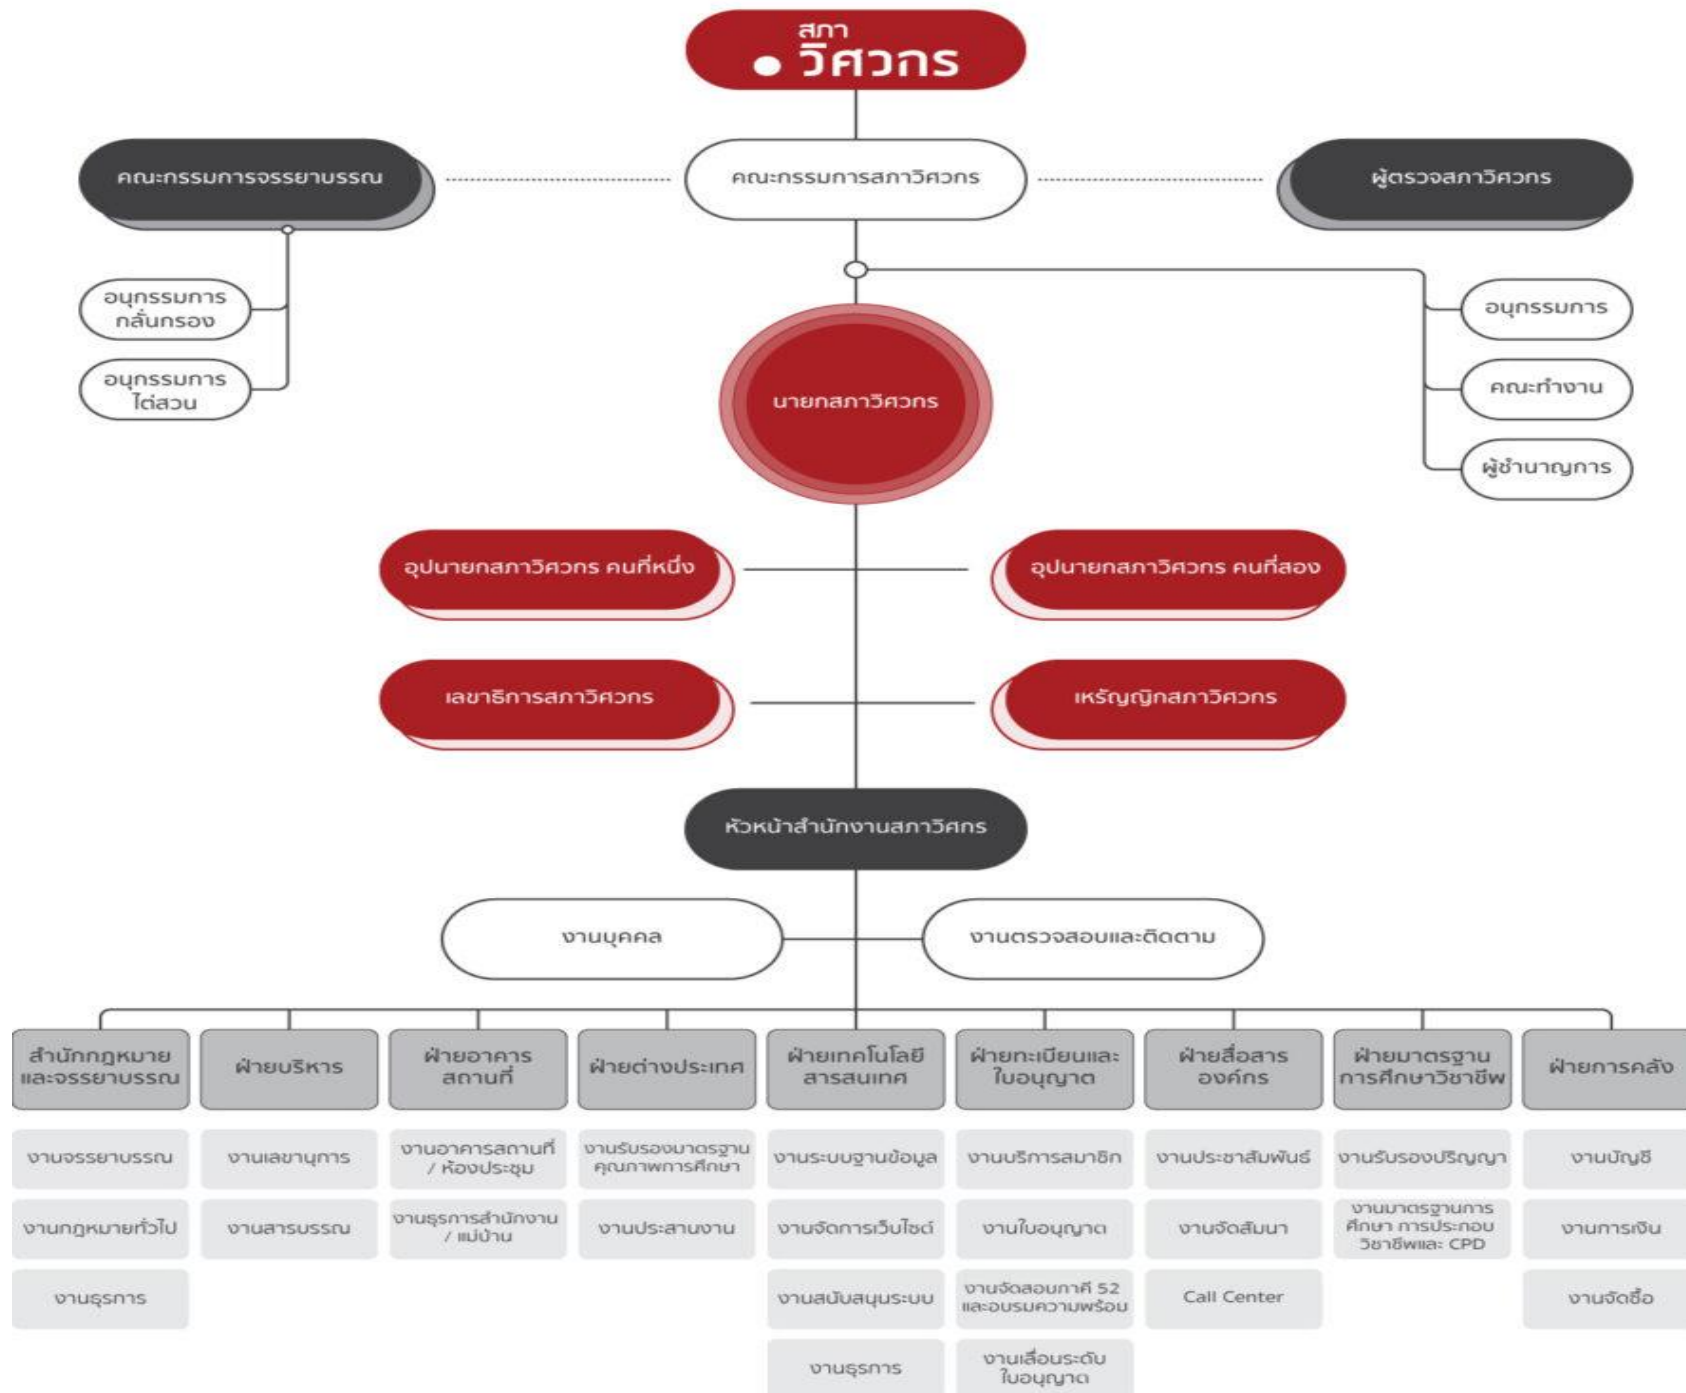 สภา
วิศวกร
คณะกรรมการจรรยาบรรณ
คณะกรรมการสภาวิศวกร
ผู้ตรวจสภาวิศวกร
อนุกรรมการ
กลั่นกรอง
อนุกรรมการ
ไต่สวน
อนุกรรมการ
คณะทำงาน
ผู้ชำนาญการ
นายกสภาวิศวกร
อุปนายกสภาวิศวกร คนที่หนึ่ง
อุปนายกสภาวิศวกร คนที่สอง
เลขาธิการสภาวิศวกร
เหรัญญิกสภาวิศวกร
หัวหน้าสำนักงานสภาวิศกร
งานบุคคล
งานตรวจสอบและติดตาม
สำนักกฎหมาย
และจรรยาบรรณ
งานจรรยาบรรณ
งานกฎหมายทั่วไป
งานธุรการ
ฝ่ายบริหาร
งานเลขานุการ
งานสารบรรณ
ฝ่ายอาคาร
สถานที่
งานอาคารสถานที่
/ ห้องประชุม
งานธุรการสำนักงาน
/ แม่บ้าน
ฝ่ายต่างประเทศ
งานรับรองมาตรฐาน
คุณภาพการศึกษา
งานประสานงาน
ฝ่ายเทคโนโลยี
สารสนเทศ
งานระบบฐานข้อมูล
งานจัดการเว็บไซต์
งานสนับสนุนระบบ
งานธุรการ
ฝ่ายทะเบียนและ
ใบอนุญาต
งานบริการสมาชิก
งานใบอนุญาต
งานจัดสอบภาคี 52
และอบรมความพร้อม
งานเลื่อนระดับ
ใบอนุญาต
ฝ่ายสื่อสาร
องค์กร
งานประชาสัมพันธ์
งานจัดสัมนา
Call Center
ฝ่ายมาตรฐาน
การศึกษาวิชาชีพ
งานรับรองปริญญา
งานมาตรฐานการ
ศึกษา การประกอบ
วิชาชีพและ CPD
ฝ่ายการคลัง
งานบัญชี
งานการเงิน
งานจัดซื้อ